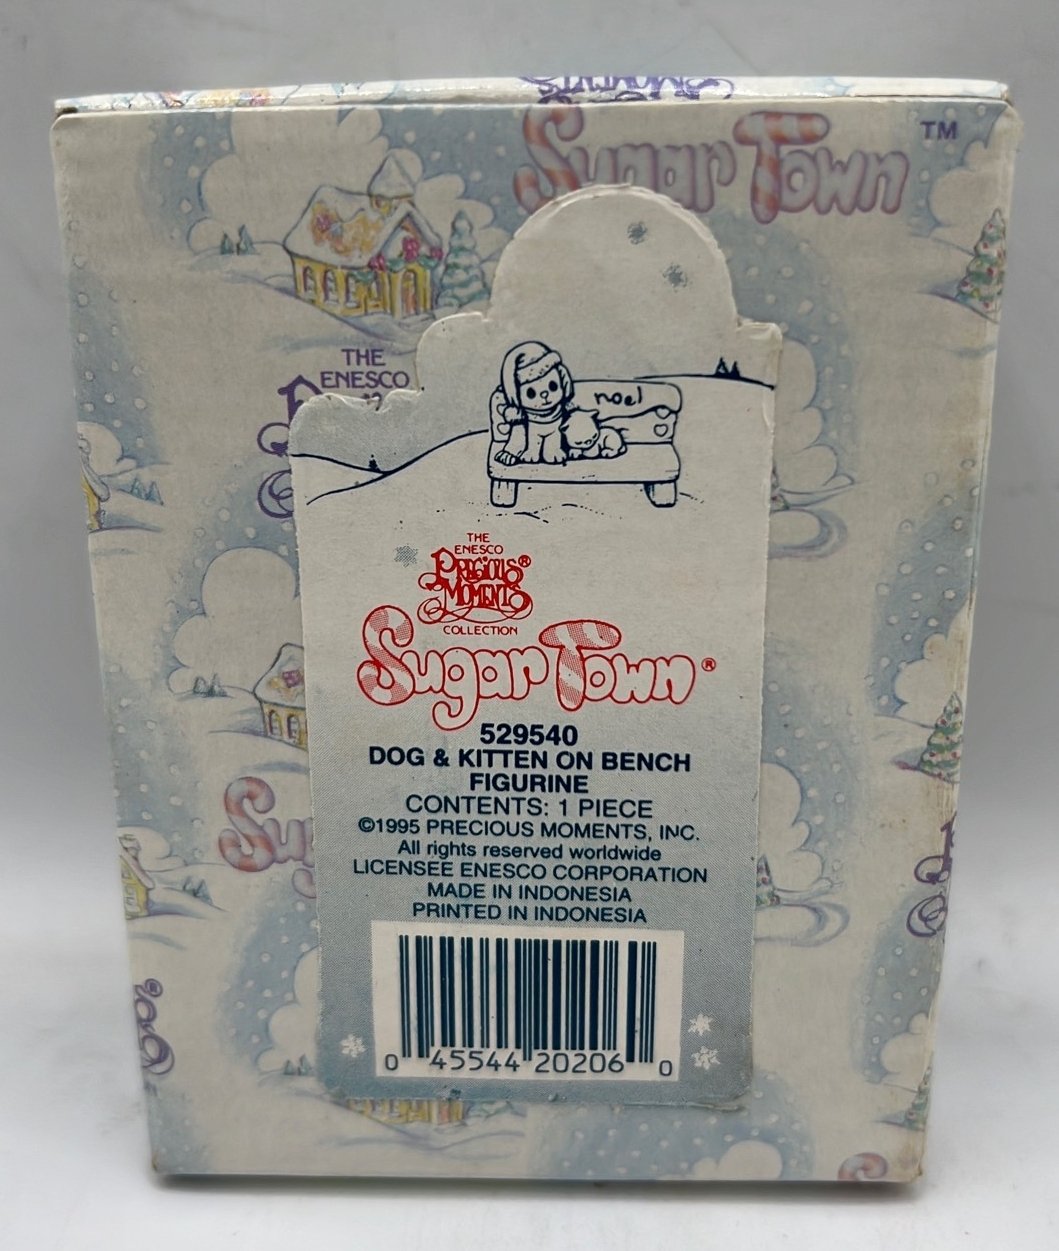 MOMENTS
Sugar Town ™
THE
ENESCO
noel
THE
ENESCO
PRECIOUS®
MOMENTS
COLLECTION
Sugar Town®
529540
DOG & KITTEN ON BENCH
FIGURINE
CONTENTS: 1 PIECE
©1995 PRECIOUS MOMENTS, INC.
All rights reserved worldwide
LICENSEE ENESCO CORPORATION
MADE IN INDONESIA
PRINTED IN INDONESIA
Sug
0 45544 20206 0